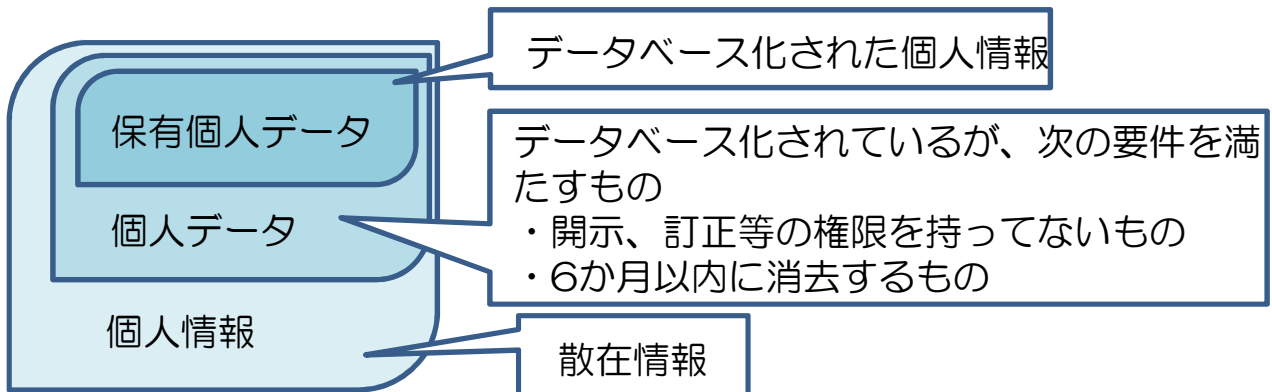 データベース化された個人情報
保有個人データ
データベース化されているが、次の要件を満
たすもの
・開示、訂正等の権限を持ってないもの
・6か月以内に消去するもの
個人データ
個人情報
散在情報